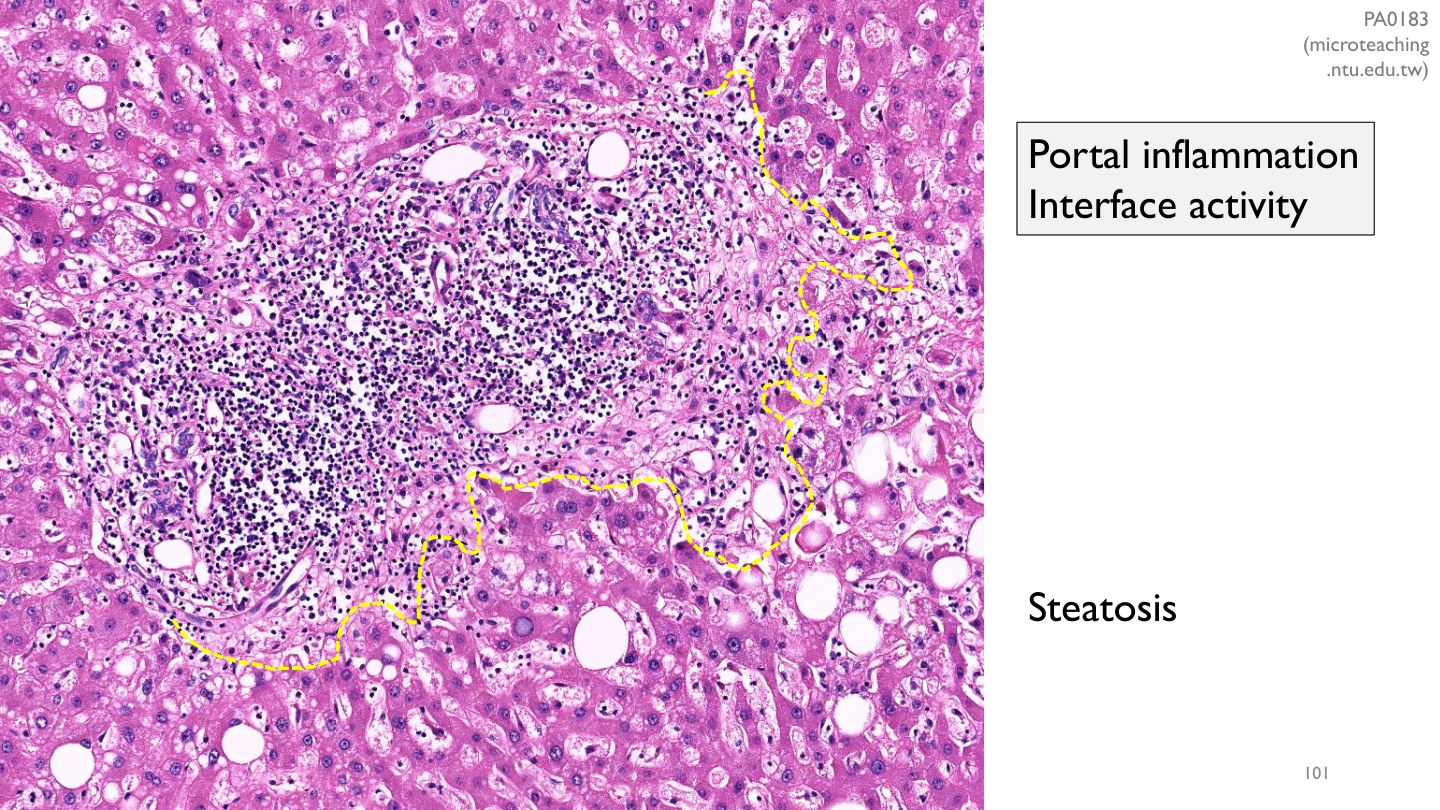 PA0183
(microteaching
.ntu.edu.tw)
Portal inflammation
Interface activity
Steatosis
101